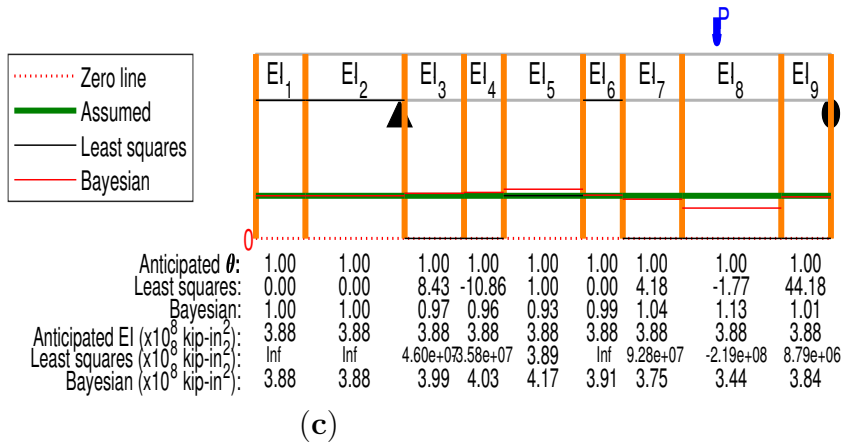 P
Zero line
Assumed
Least squares
Bayesian
EI1 EI2 EI3 EI4 EI5 EI6 EI7 EI8 EI9
0
Anticipated θ: 1.00 1.00 1.00 1.00 1.00 1.00 1.00 1.00 1.00
Least squares: 0.00 0.00 8.43 -10.86 1.00 0.00 4.18 -1.77 44.18
Bayesian: 1.00 1.00 0.97 0.96 0.93 0.99 1.04 1.13 1.01
Anticipated EI (x10^8 kip-in^2): 3.88 3.88 3.88 3.88 3.88 3.88 3.88 3.88 3.88
Least squares (x10^8 kip-in^2): Inf Inf 4.60e+07 3.58e+07 3.89 Inf 9.28e+07 -2.19e+08 8.79e+06
Bayesian (x10^8 kip-in^2): 3.88 3.88 3.99 4.03 4.17 3.91 3.75 3.44 3.84
(c)